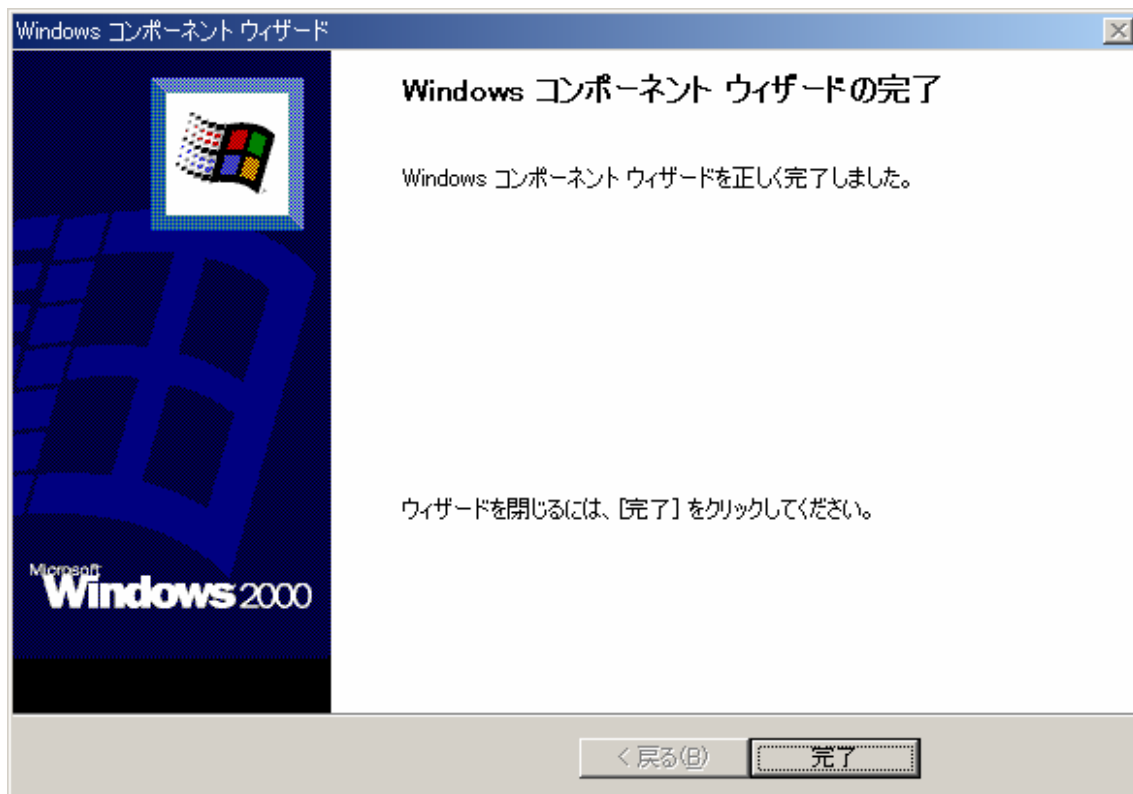 Windows コンポーネント ウィザード
Windows コンポーネント ウィザードの完了
Windows コンポーネント ウィザードを正しく完了しました。
ウィザードを閉じるには、[完了] をクリックしてください。
Microsoft
Windows 2000
< 戻る(B)
完了